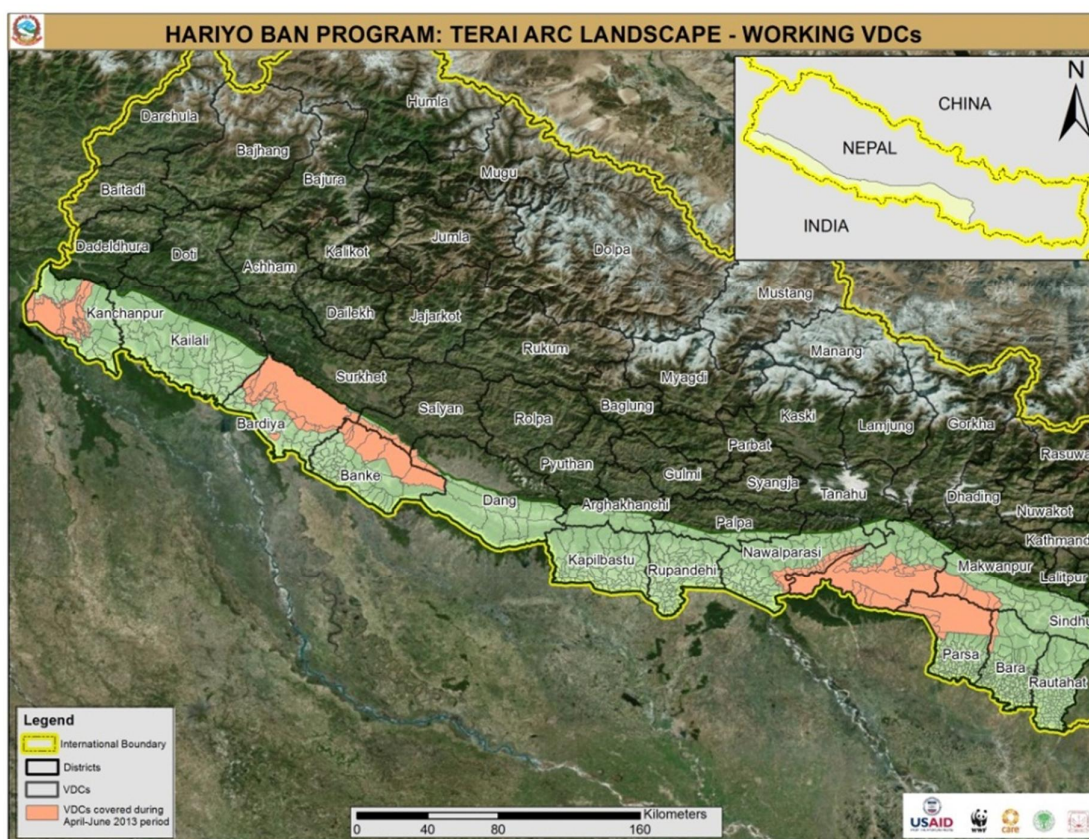 HARIYO BAN PROGRAM: TERAI ARC LANDSCAPE - WORKING VDCs
N
CHINA
NEPAL
INDIA
Humla
Darchula
Bajhang
Mugu
Bajura
Baitadi
Jumla
Dadeldhura
Doti
Kalikot
Dolpa
Achham
Mustang
Kanchanpur
Dailekh
Jajarkot
Kailali
Rukum
Manang
Surkhet
Myagdi
Salyan
Baglung
Rolpa
Kaski
Lamjung
Gorkha
Bardiya
Parbat
Rasuwa
Pyuthan
Banke
Gulmi
Syangja
Tanahu
Dhading
Dang
Arghakhanchi
Nuwakot
Palpa
Kathmand
Kapilbastu
Rupandehi
Nawalparasi
Makwanpur
Lalitpur
Sindhu
Parsa
Bara
Rautahat
Legend
International Boundary
Districts
VDCs
VDCs covered during
April-June 2013 period
Kilometers
0 40 80 160
USAID
WWF
care